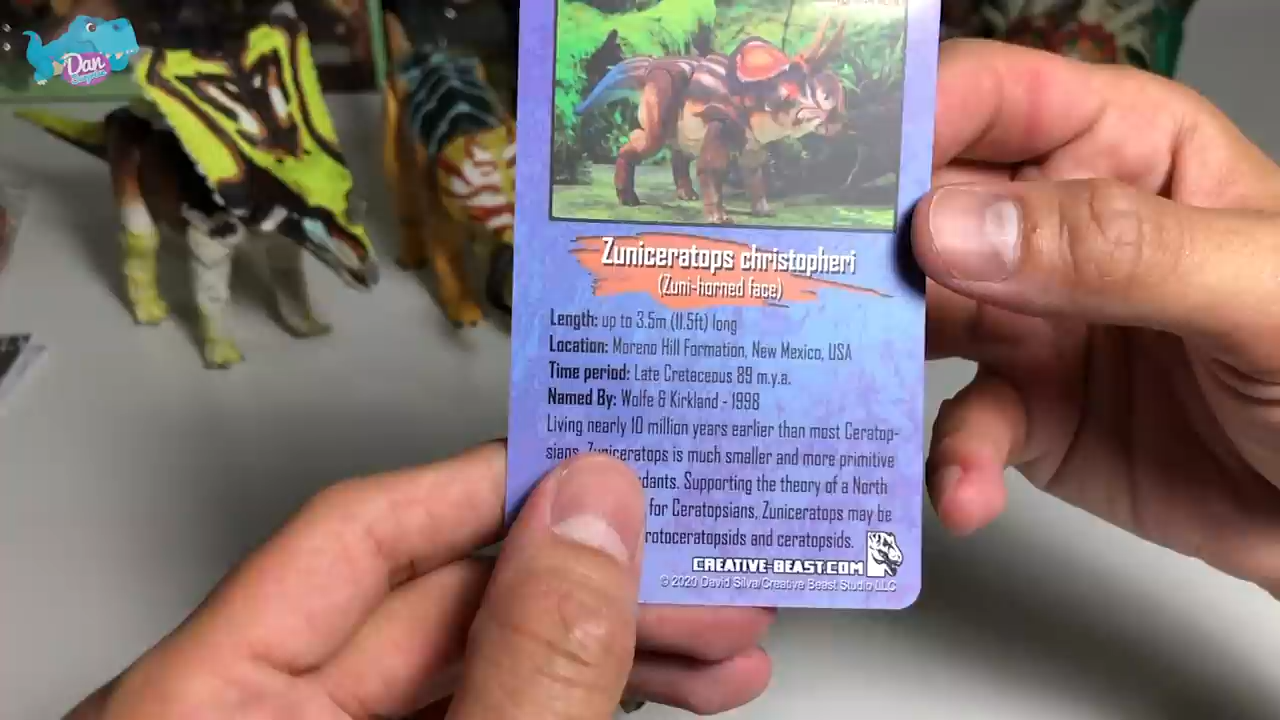 Dan
Surprise
Zuniceratops christopheri
(Zuni-horned face)
Length: up to 3.5m (11.5ft) long
Location: Moreno Hill Formation, New Mexico, USA
Time period: Late Cretaceous 89 m.y.a.
Named By: Wolfe & Kirkland - 1998
Living nearly 10 million years earlier than most Ceratop-
sians, Zuniceratops is much smaller and more primitive
dants. Supporting the theory of a North
for Ceratopsians, Zuniceratops may be
rotoceratopsids and ceratopsids.
CREATIVE-BEAST.COM
© 2020 David Silva/Creative Beast Studio LLC